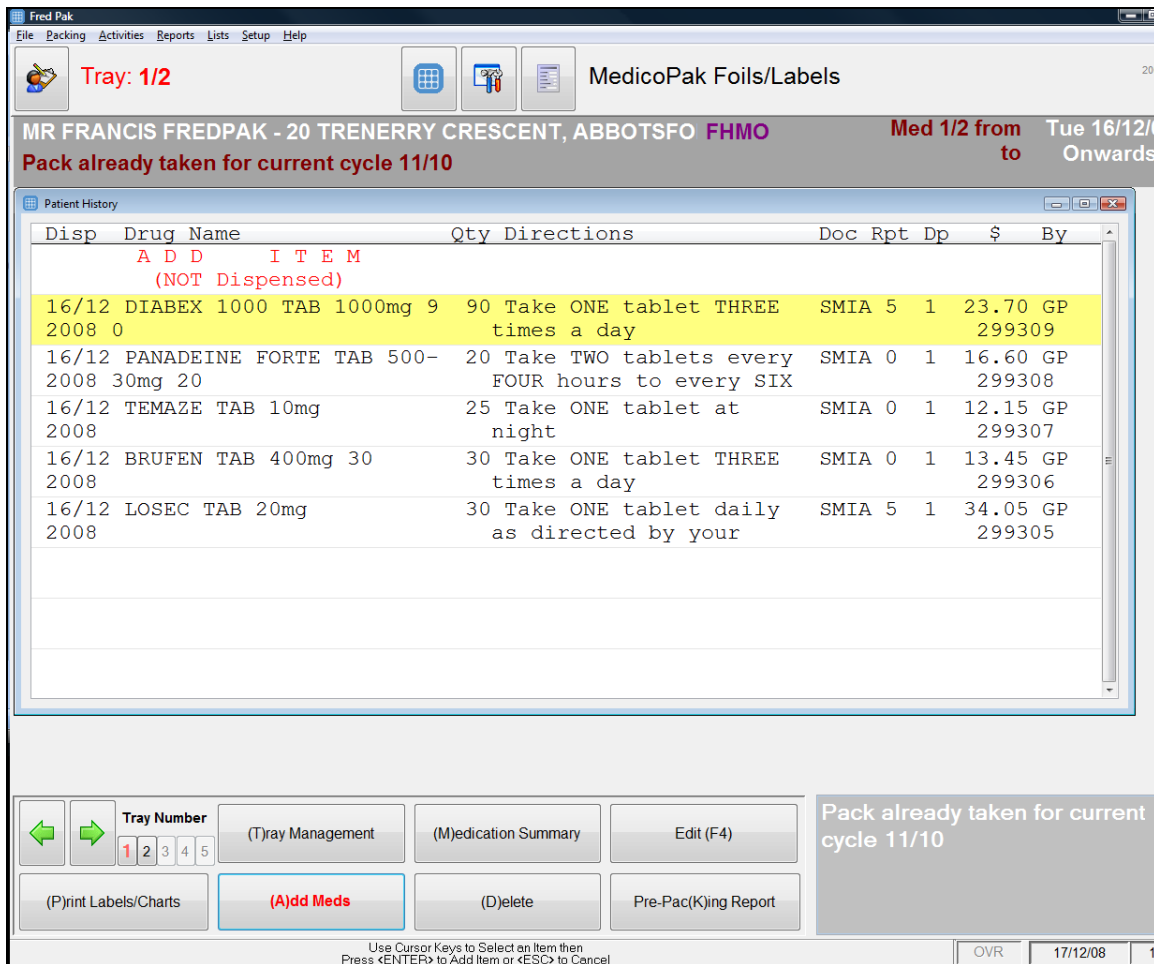 Fred Pak
File Packing Activities Reports Lists Setup Help
Tray: 1/2 MedicoPak Foils/Labels 20
MR FRANCIS FREDPAK - 20 TRENERRY CRESCENT, ABBOTSFO FHMO Med 1/2 from Tue 16/12/
Pack already taken for current cycle 11/10 to Onwards
Patient History
Disp Drug Name Qty Directions Doc Rpt Dp $ By
A D D I T E M
(NOT Dispensed)
16/12 DIABEX 1000 TAB 1000mg 9 90 Take ONE tablet THREE SMIA 5 1 23.70 GP
2008 0 times a day 299309
16/12 PANADEINE FORTE TAB 500- 20 Take TWO tablets every SMIA 0 1 16.60 GP
2008 30mg 20 FOUR hours to every SIX 299308
16/12 TEMAZE TAB 10mg 25 Take ONE tablet at SMIA 0 1 12.15 GP
2008 night 299307
16/12 BRUFEN TAB 400mg 30 30 Take ONE tablet THREE SMIA 0 1 13.45 GP
2008 times a day 299306
16/12 LOSEC TAB 20mg 30 Take ONE tablet daily SMIA 5 1 34.05 GP
2008 as directed by your 299305
Tray Number
1 2 3 4 5
(T)ray Management (M)edication Summary Edit (F4)
Pack already taken for current
cycle 11/10
(P)rint Labels/Charts (A)dd Meds (D)elete Pre-Pac(K)ing Report
Use Cursor Keys to Select an Item then
Press <ENTER> to Add Item or <ESC> to Cancel
OVR 17/12/08 1